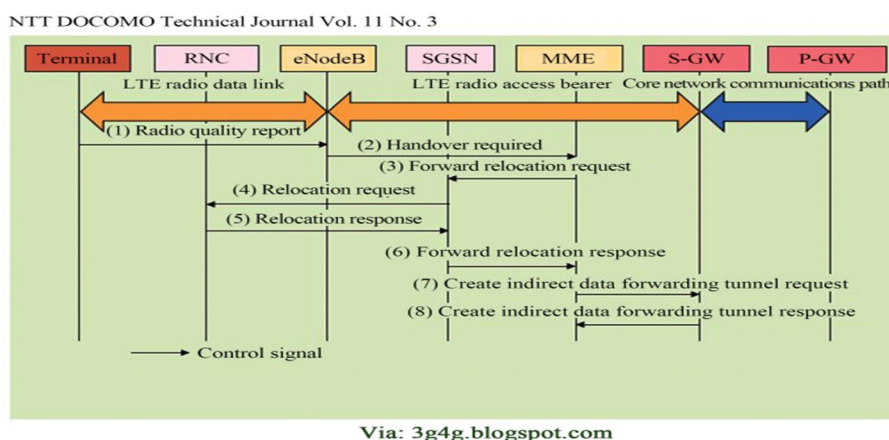 NTT DOCOMO Technical Journal Vol. 11 No. 3
Terminal RNC eNodeB SGSN MME S-GW P-GW
LTE radio data link LTE radio access bearer Core network communications path
(1) Radio quality report
(2) Handover required
(3) Forward relocation request
(4) Relocation request
(5) Relocation response
(6) Forward relocation response
(7) Create indirect data forwarding tunnel request
(8) Create indirect data forwarding tunnel response
Control signal
Via: 3g4g.blogspot.com